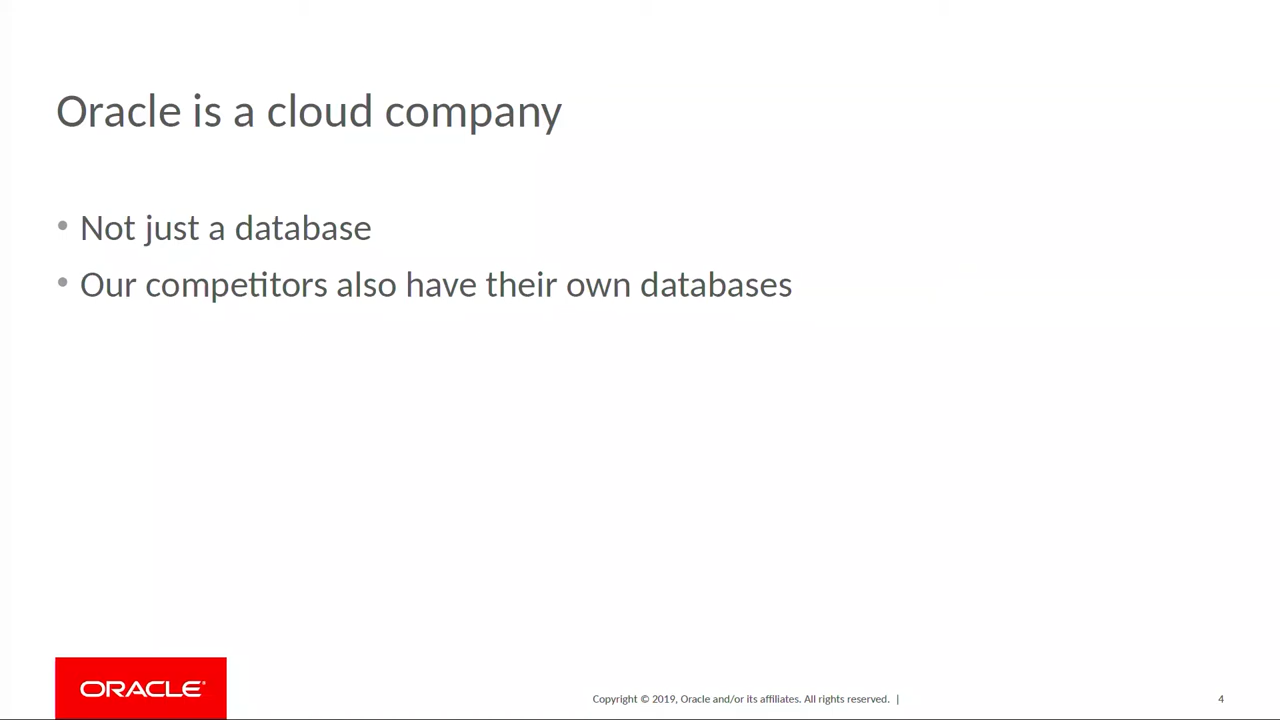 Oracle is a cloud company
• Not just a database
• Our competitors also have their own databases
ORACLE®
Copyright © 2019, Oracle and/or its affiliates. All rights reserved. |
4